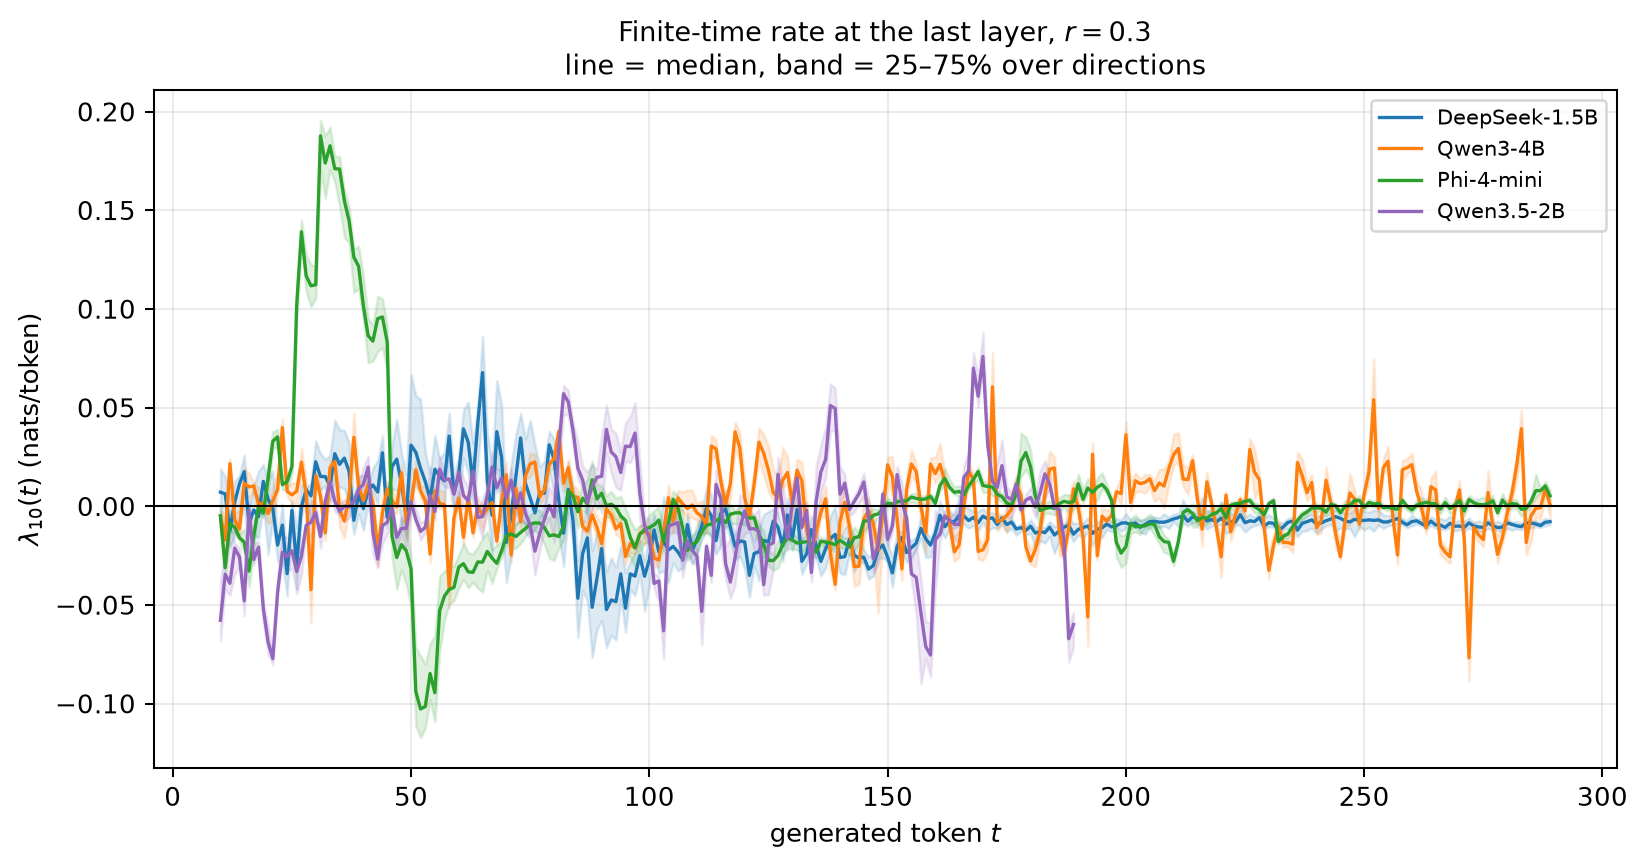 Finite-time rate at the last layer, r = 0.3
line = median, band = 25–75% over directions
λ10(t) (nats/token)
0.20
0.15
0.10
0.05
0.00
−0.05
−0.10
DeepSeek-1.5B
Qwen3-4B
Phi-4-mini
Qwen3.5-2B
0 50 100 150 200 250 300
generated token t